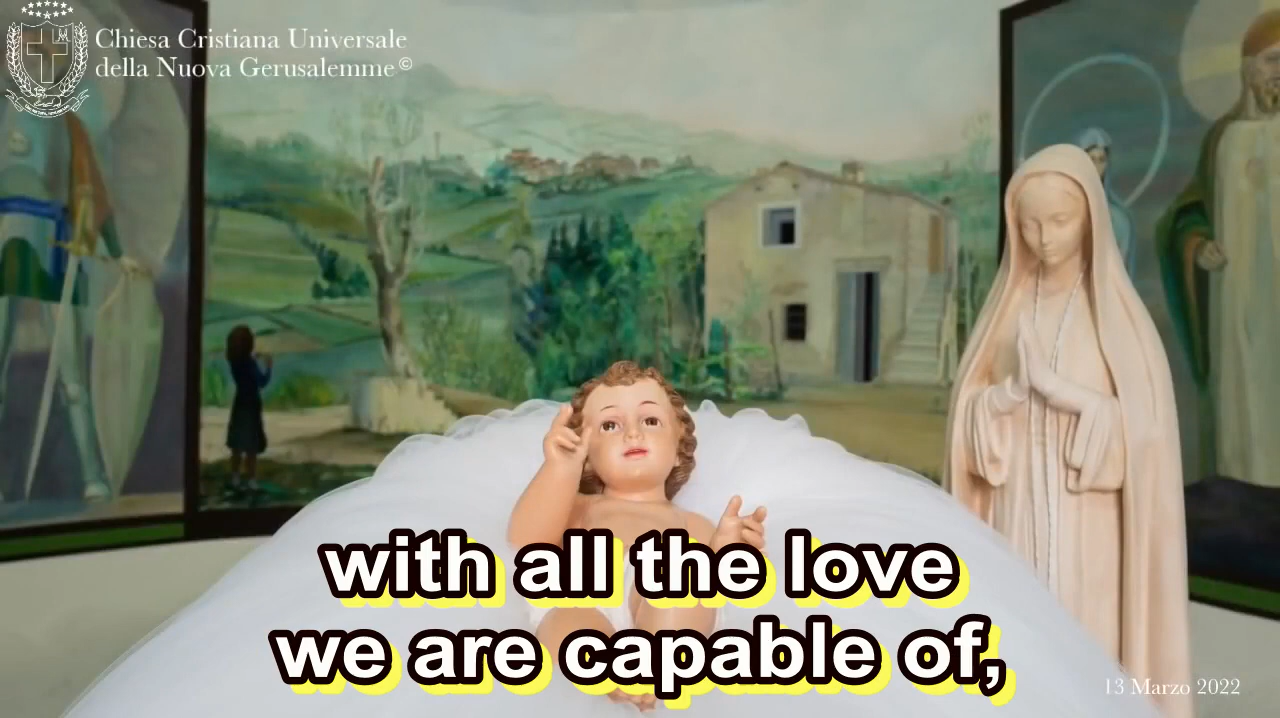 Chiesa Cristiana Universale
della Nuova Gerusalemme©
with all the love
we are capable of,
13 Marzo 2022